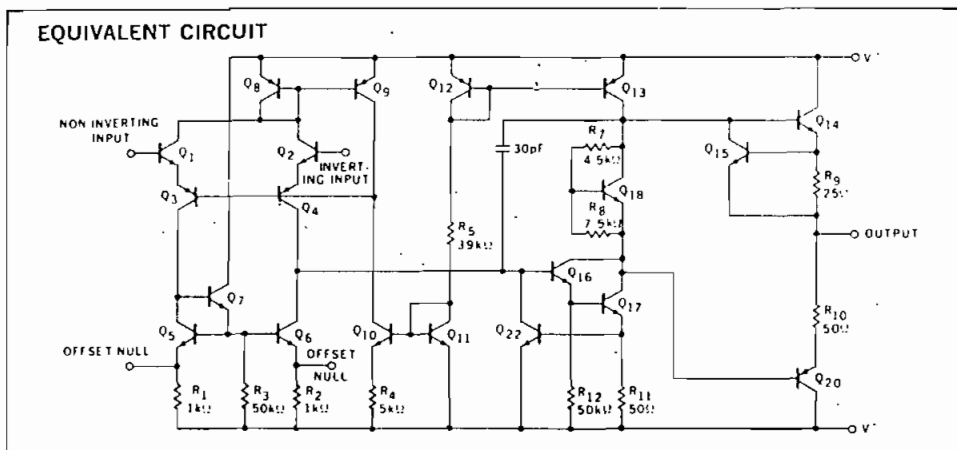 EQUIVALENT CIRCUIT
V+
Q8
Q9
Q12
Q13
Q14
NON INVERTING
INPUT
Q1
Q2
INVERT-
ING INPUT
30pF
R7
4.5kΩ
Q15
Q18
R9
25Ω
Q3
Q4
R5
39kΩ
R8
7.5kΩ
OUTPUT
Q16
Q7
Q17
Q5
Q6
Q10
Q11
Q22
R10
50Ω
OFFSET NULL
OFFSET
NULL
Q20
R1
1kΩ
R3
50kΩ
R2
1kΩ
R4
5kΩ
R12
50kΩ
R11
50Ω